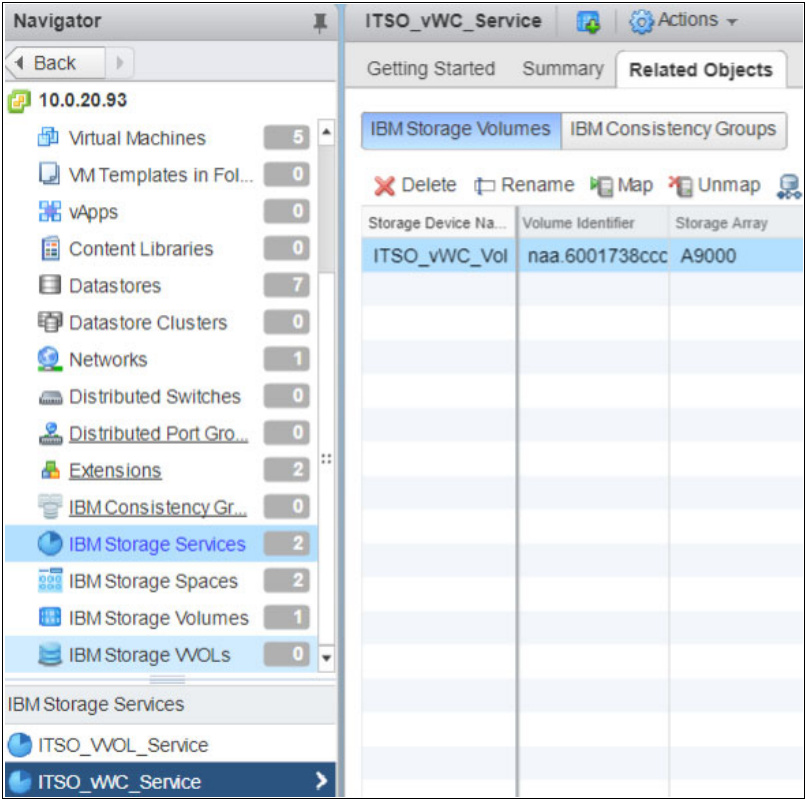 Navigator
Back
10.0.20.93
Virtual Machines 5
VM Templates in Fol... 0
vApps 0
Content Libraries 0
Datastores 7
Datastore Clusters 0
Networks 1
Distributed Switches 0
Distributed Port Gro... 0
Extensions 2
IBM Consistency Gr... 0
IBM Storage Services 2
IBM Storage Spaces 2
IBM Storage Volumes 1
IBM Storage VVOLs 0
IBM Storage Services
ITSO_VVOL_Service
ITSO_vWC_Service
ITSO_vWC_Service Actions
Getting Started Summary Related Objects
IBM Storage Volumes IBM Consistency Groups
Delete Rename Map Unmap
Storage Device Na... Volume Identifier Storage Array
ITSO_vWC_Vol naa.6001738ccc A9000